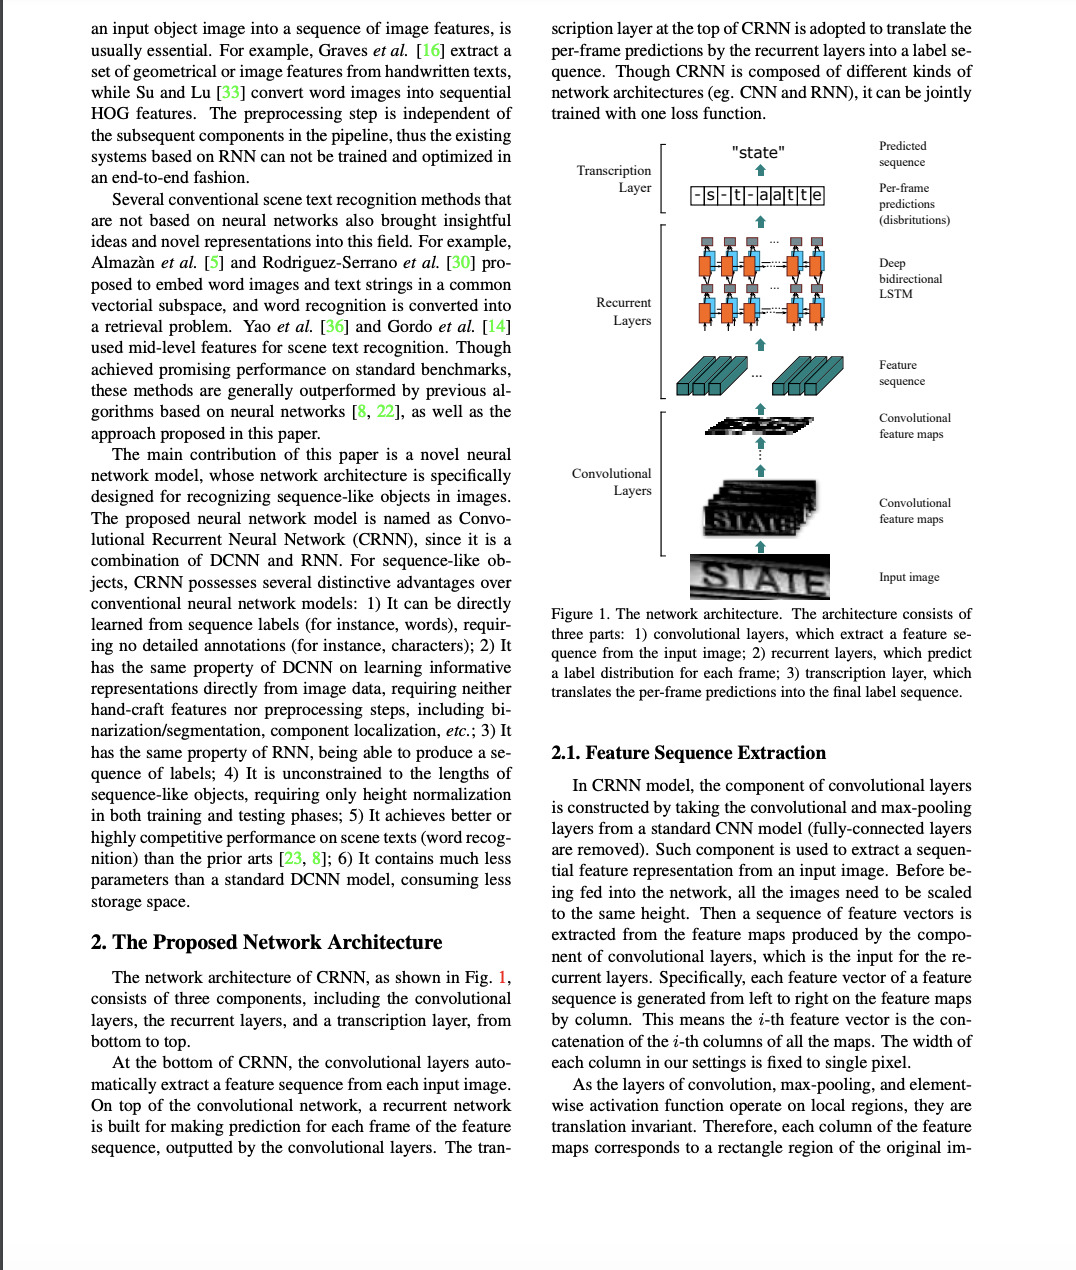 an input object image into a sequence of image features, is
usually essential. For example, Graves et al. [16] extract a
set of geometrical or image features from handwritten texts,
while Su and Lu [33] convert word images into sequential
HOG features. The preprocessing step is independent of
the subsequent components in the pipeline, thus the existing
systems based on RNN can not be trained and optimized in
an end-to-end fashion.
Several conventional scene text recognition methods that
are not based on neural networks also brought insightful
ideas and novel representations into this field. For example,
Almazàn et al. [5] and Rodriguez-Serrano et al. [30] pro-
posed to embed word images and text strings in a common
vectorial subspace, and word recognition is converted into
a retrieval problem. Yao et al. [36] and Gordo et al. [14]
used mid-level features for scene text recognition. Though
achieved promising performance on standard benchmarks,
these methods are generally outperformed by previous al-
gorithms based on neural networks [8, 22], as well as the
approach proposed in this paper.
The main contribution of this paper is a novel neural
network model, whose network architecture is specifically
designed for recognizing sequence-like objects in images.
The proposed neural network model is named as Convo-
lutional Recurrent Neural Network (CRNN), since it is a
combination of DCNN and RNN. For sequence-like ob-
jects, CRNN possesses several distinctive advantages over
conventional neural network models: 1) It can be directly
learned from sequence labels (for instance, words), requir-
ing no detailed annotations (for instance, characters); 2) It
has the same property of DCNN on learning informative
representations directly from image data, requiring neither
hand-craft features nor preprocessing steps, including bi-
narization/segmentation, component localization, etc.; 3) It
has the same property of RNN, being able to produce a se-
quence of labels; 4) It is unconstrained to the lengths of
sequence-like objects, requiring only height normalization
in both training and testing phases; 5) It achieves better or
highly competitive performance on scene texts (word recog-
nition) than the prior arts [23, 8]; 6) It contains much less
parameters than a standard DCNN model, consuming less
storage space.
2. The Proposed Network Architecture
The network architecture of CRNN, as shown in Fig. 1,
consists of three components, including the convolutional
layers, the recurrent layers, and a transcription layer, from
bottom to top.
At the bottom of CRNN, the convolutional layers auto-
matically extract a feature sequence from each input image.
On top of the convolutional network, a recurrent network
is built for making prediction for each frame of the feature
sequence, outputted by the convolutional layers. The tran-
scription layer at the top of CRNN is adopted to translate the
per-frame predictions by the recurrent layers into a label se-
quence. Though CRNN is composed of different kinds of
network architectures (eg. CNN and RNN), it can be jointly
trained with one loss function.
Transcription
Layer
"state"
Predicted
sequence
-s-t-aatte
Per-frame
predictions
(disbritutions)
Recurrent
Layers
...
...
Deep
bidirectional
LSTM
...
Feature
sequence
Convolutional
Layers
Convolutional
feature maps
STATE
Convolutional
feature maps
STATE
Input image
Figure 1. The network architecture. The architecture consists of
three parts: 1) convolutional layers, which extract a feature se-
quence from the input image; 2) recurrent layers, which predict
a label distribution for each frame; 3) transcription layer, which
translates the per-frame predictions into the final label sequence.
2.1. Feature Sequence Extraction
In CRNN model, the component of convolutional layers
is constructed by taking the convolutional and max-pooling
layers from a standard CNN model (fully-connected layers
are removed). Such component is used to extract a sequen-
tial feature representation from an input image. Before be-
ing fed into the network, all the images need to be scaled
to the same height. Then a sequence of feature vectors is
extracted from the feature maps produced by the compo-
nent of convolutional layers, which is the input for the re-
current layers. Specifically, each feature vector of a feature
sequence is generated from left to right on the feature maps
by column. This means the i-th feature vector is the con-
catenation of the i-th columns of all the maps. The width of
each column in our settings is fixed to single pixel.
As the layers of convolution, max-pooling, and element-
wise activation function operate on local regions, they are
translation invariant. Therefore, each column of the feature
maps corresponds to a rectangle region of the original im-